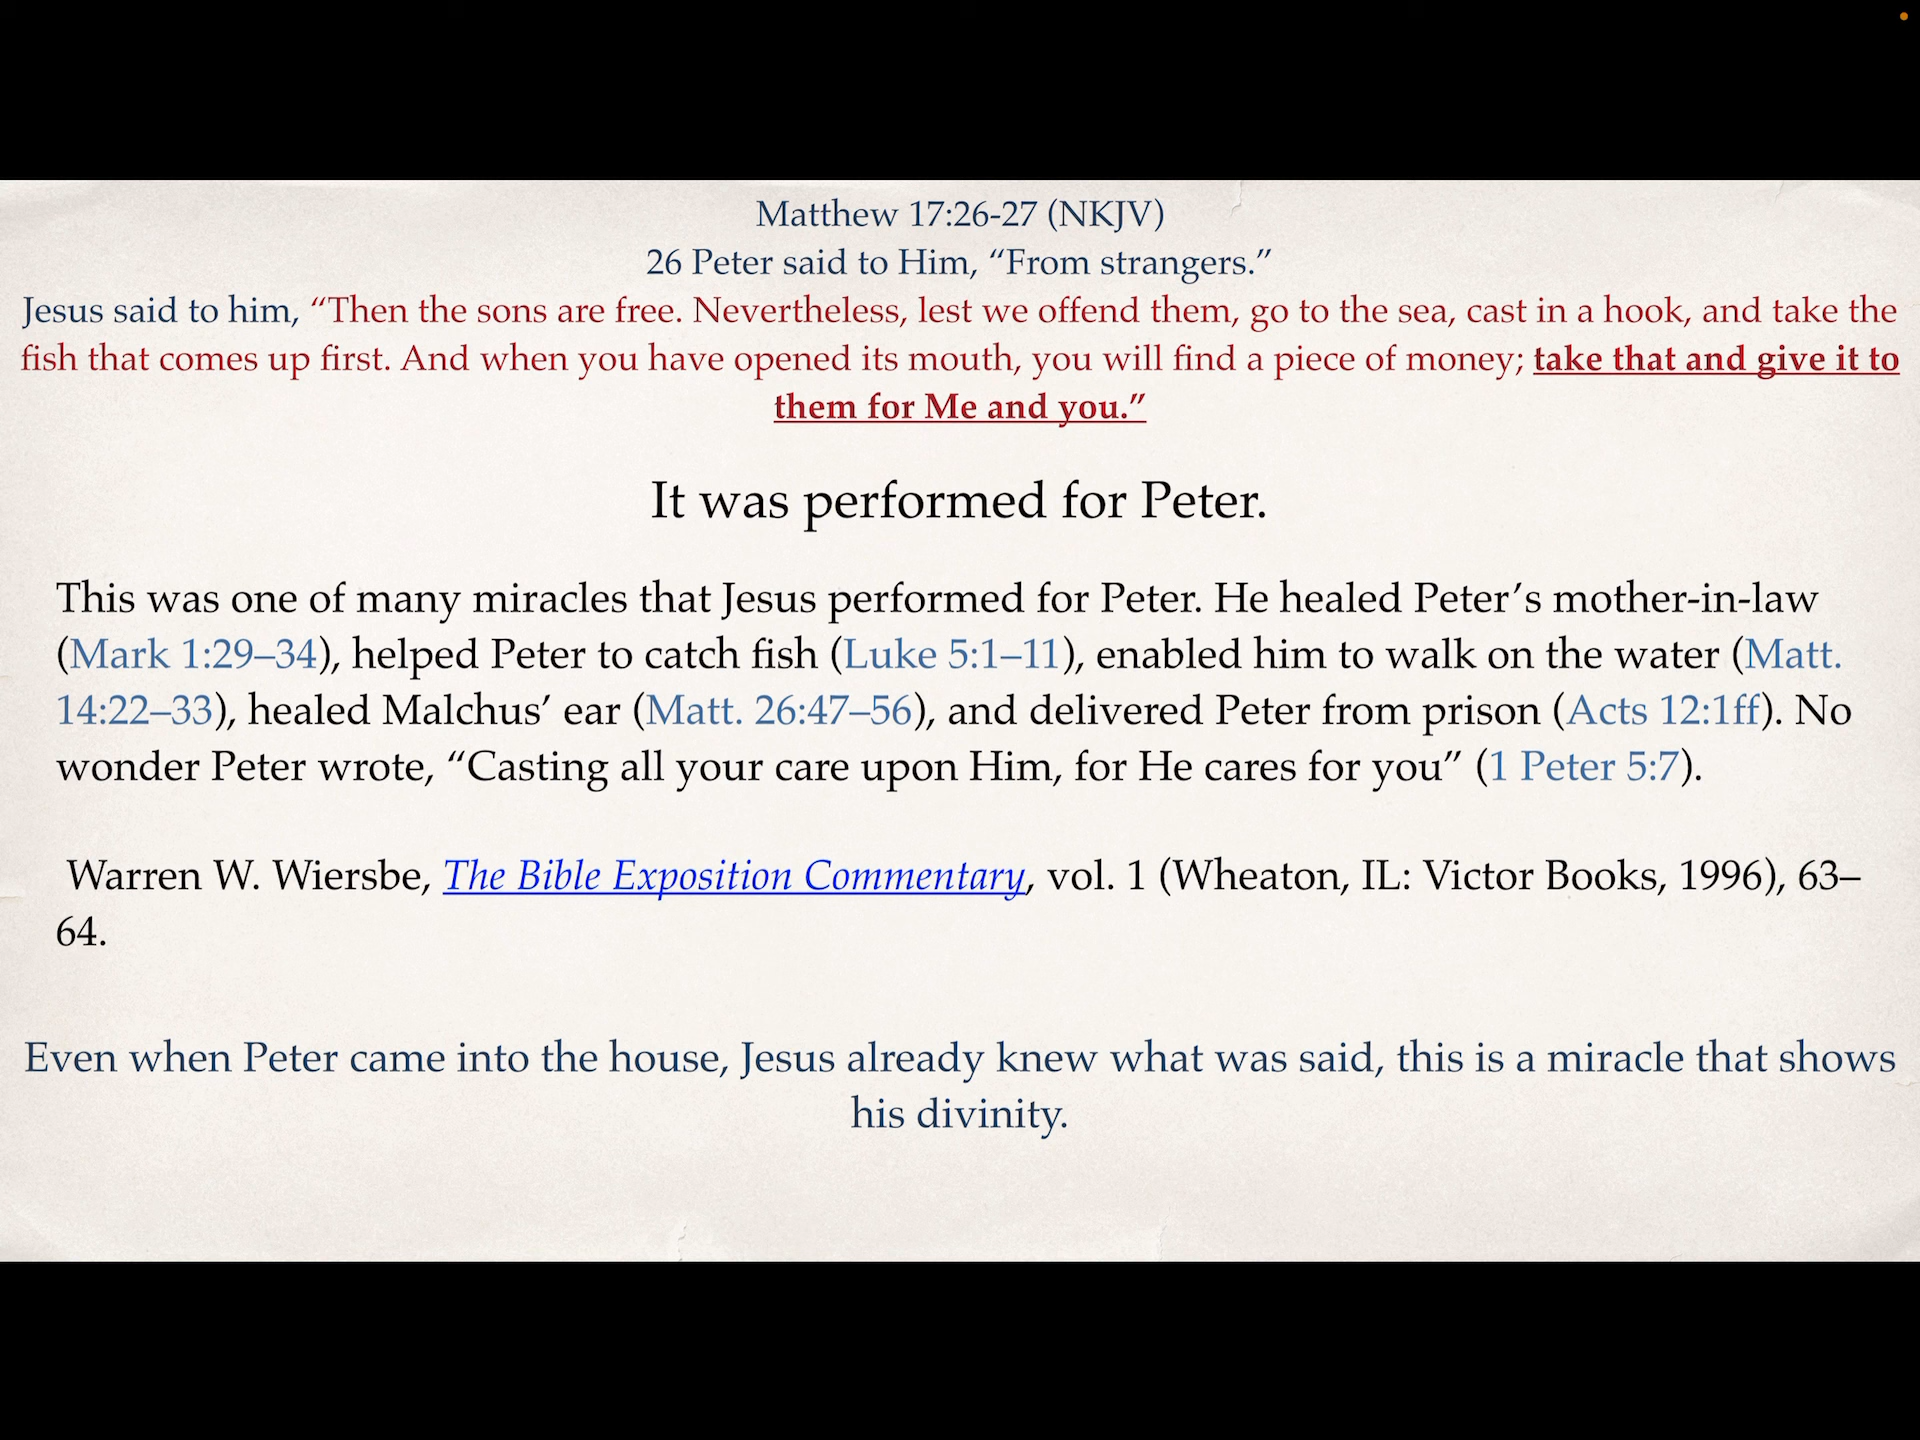 Matthew 17:26-27 (NKJV)
26 Peter said to Him, “From strangers.”
Jesus said to him, “Then the sons are free. Nevertheless, lest we offend them, go to the sea, cast in a hook, and take the
fish that comes up first. And when you have opened its mouth, you will find a piece of money; take that and give it to
them for Me and you.”
It was performed for Peter.
This was one of many miracles that Jesus performed for Peter. He healed Peter’s mother-in-law
(Mark 1:29–34), helped Peter to catch fish (Luke 5:1–11), enabled him to walk on the water (Matt.
14:22–33), healed Malchus’ ear (Matt. 26:47–56), and delivered Peter from prison (Acts 12:1ff). No
wonder Peter wrote, “Casting all your care upon Him, for He cares for you” (1 Peter 5:7).
Warren W. Wiersbe, The Bible Exposition Commentary, vol. 1 (Wheaton, IL: Victor Books, 1996), 63–
64.
Even when Peter came into the house, Jesus already knew what was said, this is a miracle that shows
his divinity.